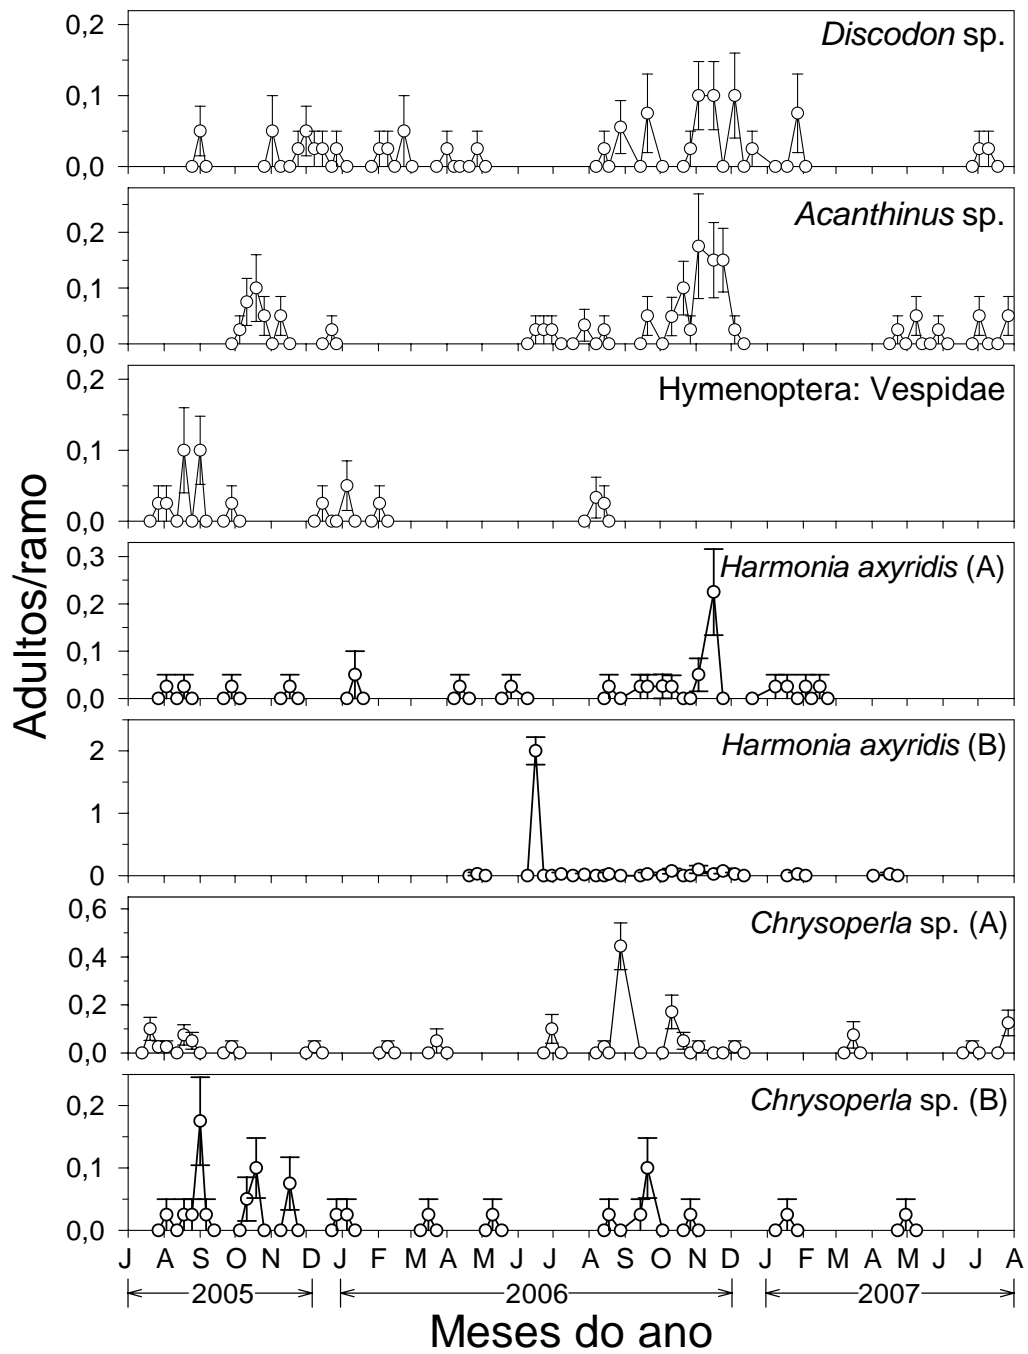 0,2
Discodon sp.
0,1
0,0
Acanthinus sp.
0,2
0,1
0,0
0,2
Hymenoptera: Vespidae
0,1
0,0
Adultos/ramo
0,3
Harmonia axyridis (A)
0,2
0,1
0,0
Harmonia axyridis (B)
2
1
0
0,6
Chrysoperla sp. (A)
0,4
0,2
0,0
Chrysoperla sp. (B)
0,2
0,1
0,0
J A S O N D J F M A M J J A S O N D J F M A M J J A
2005 2006 2007
Meses do ano